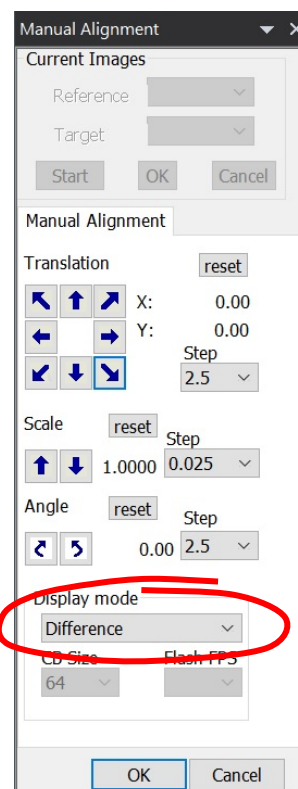 Manual Alignment
Current Images
Reference
Target
Start OK Cancel
Manual Alignment
Translation reset
X: 0.00
Y: 0.00
Step
2.5
Scale reset
Step
1.0000 0.025
Angle reset
Step
0.00 2.5
Display mode
Difference
CB Size Flash FPS
64
OK Cancel